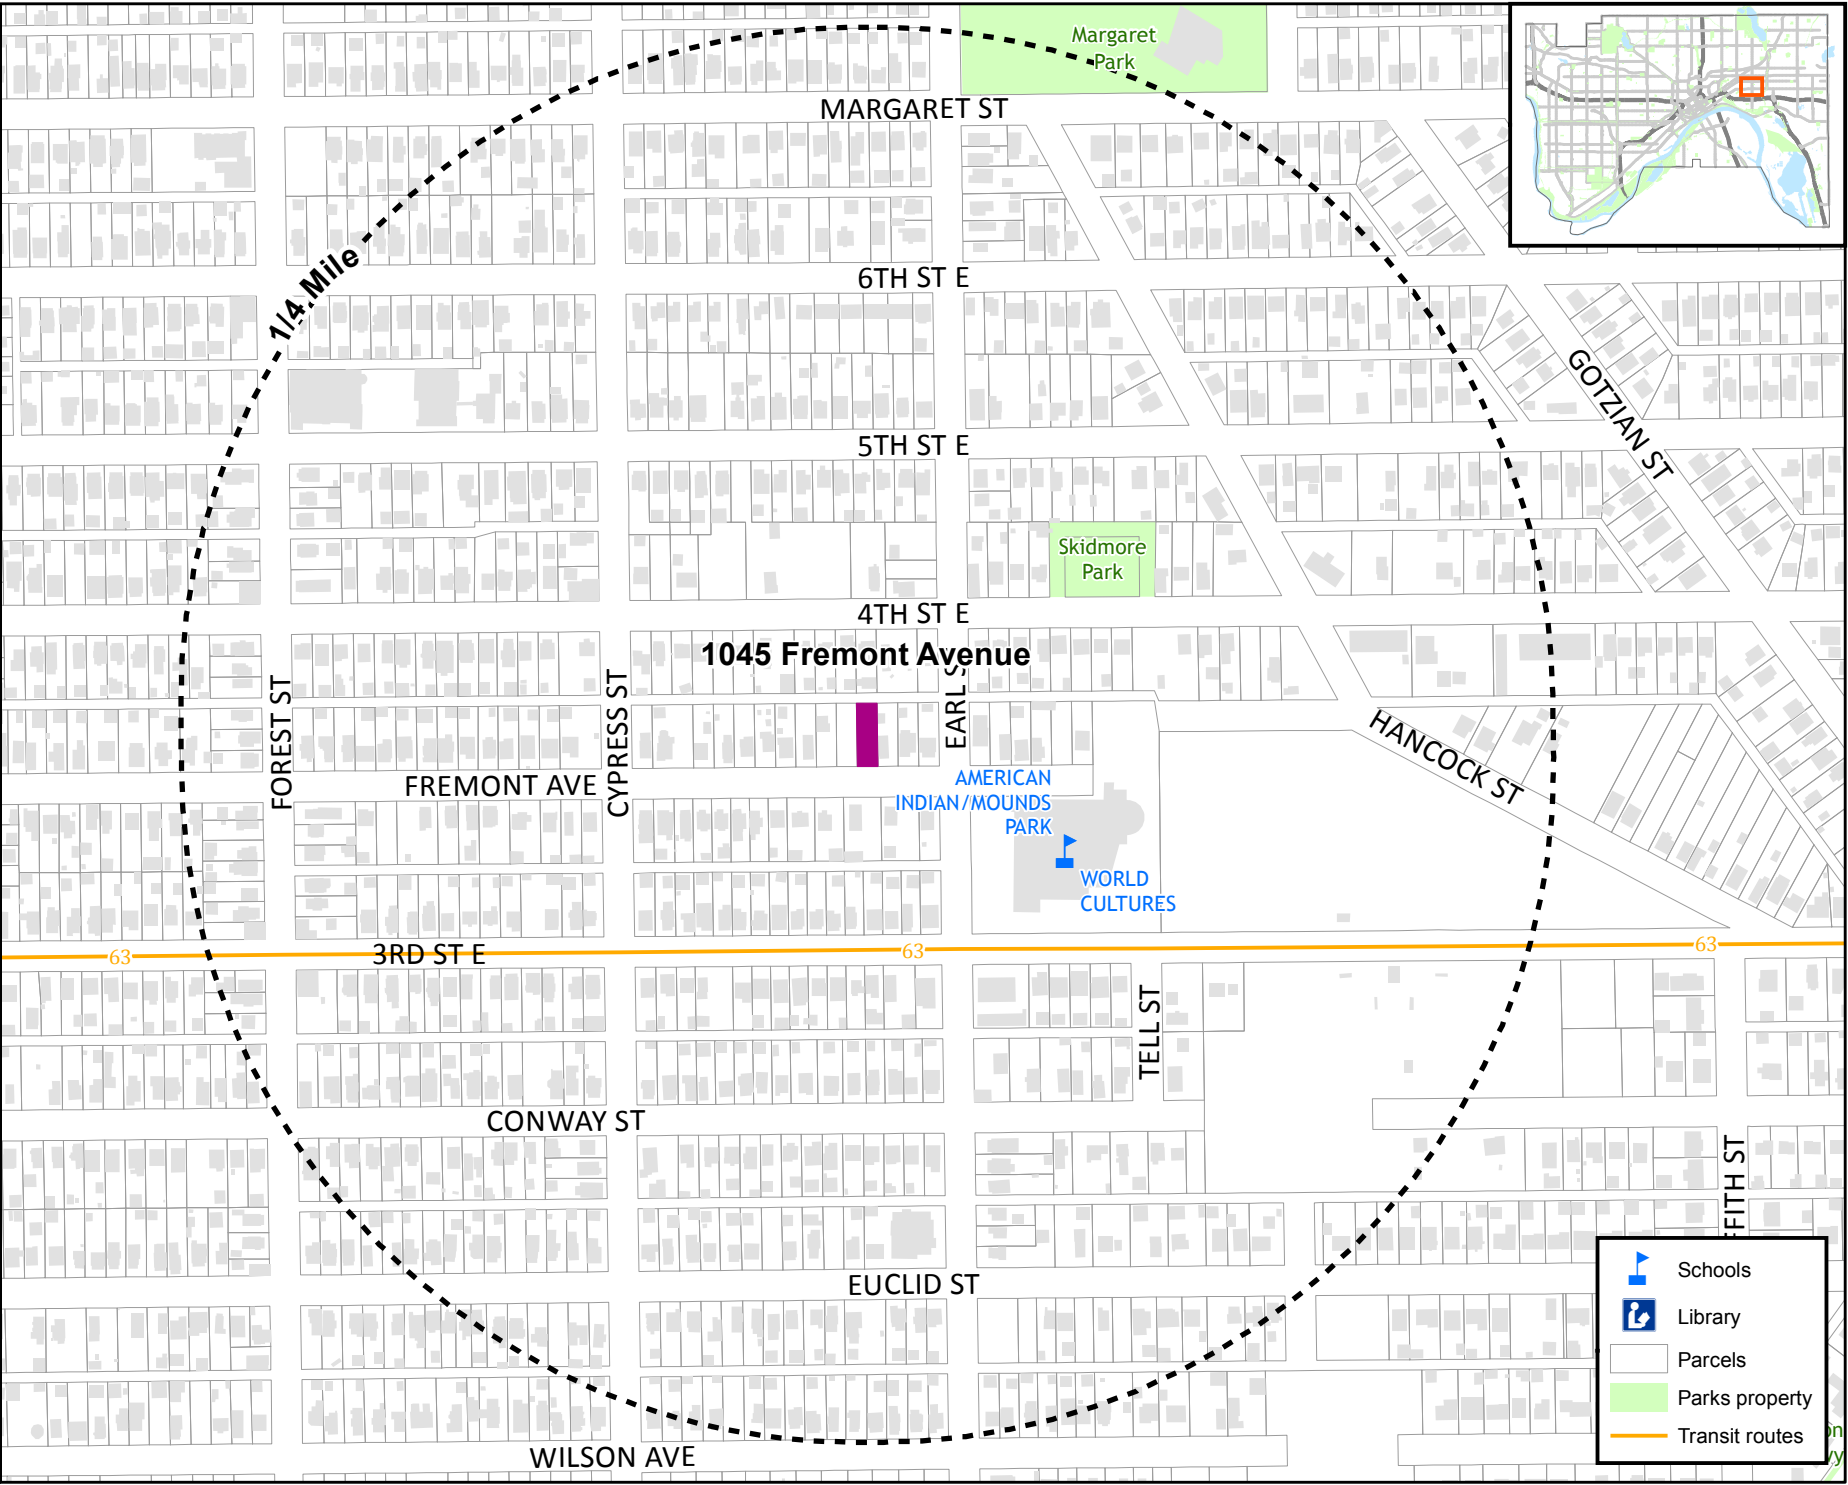 Margaret
Park
MARGARET ST
1/4 Mile
6TH ST E
GOTZIAN ST
5TH ST E
Skidmore
Park
4TH ST E
1045 Fremont Avenue
FOREST ST
CYPRESS ST
EARL S
HANCOCK ST
FREMONT AVE
AMERICAN
INDIAN/MOUNDS
PARK
WORLD
CULTURES
63
3RD ST E
63
63
TELL ST
CONWAY ST
FFITH ST
EUCLID ST
WILSON AVE
Schools
Library
Parcels
Parks property
Transit routes